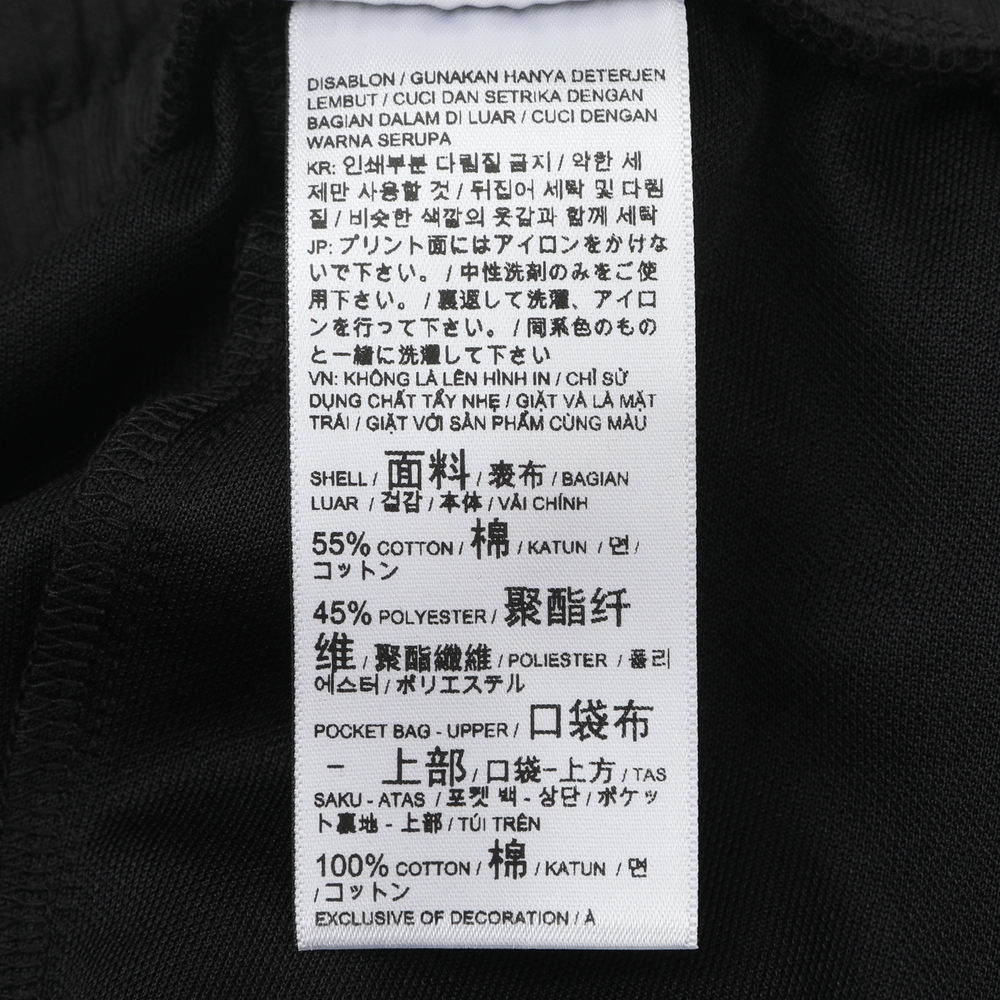 DISABLON / GUNAKAN HANYA DETERJEN
LEMBUT / CUCI DAN SETRIKA DENGAN
BAGIAN DALAM DI LUAR / CUCI DENGAN
WARNA SERUPA
KR: 인쇄부분 다림질 금지 / 약한 세
제만 사용할 것 / 뒤집어 세탁 및 다림
질 / 비슷한 색깔의 옷감과 함께 세탁
JP: プリント面にはアイロンをかけな
いで下さい。 / 中性洗剤のみをご使
用下さい。 / 裏返して洗濯、アイロ
ンを行って下さい。 / 同系色のもの
と一緒に洗濯して下さい
VN: KHÔNG LÀ LÊN HÌNH IN / CHỈ SỬ
DỤNG CHẤT TẨY NHẸ / GIẶT VÀ LÀ MẶT
TRÁI / GIẶT VỚI SẢN PHẨM CÙNG MÀU
SHELL / 面料 / 表布 / BAGIAN
LUAR / 겉감 / 本体 / VẢI CHÍNH
55% COTTON / 棉 / KATUN / 면 /
コットン
45% POLYESTER / 聚酯纤
维 / 聚酯纖維 / POLIESTER / 폴리
에스터 / ポリエステル
POCKET BAG - UPPER / 口袋布
- 上部 / 口袋-上方 / TAS
SAKU - ATAS / 포켓 백 - 상단 / ポケッ
ト裏地 - 上部 / TÚI TRÊN
100% COTTON / 棉 / KATUN / 면
/ コットン
EXCLUSIVE OF DECORATION / À